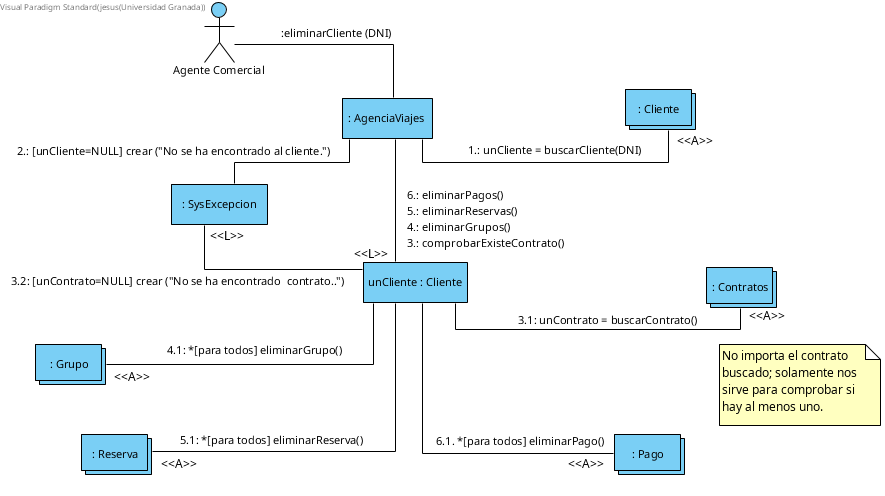 Visual Paradigm Standard(jesus(Universidad Granada))
:eliminarCliente (DNI)
Agente Comercial
: AgenciaViajes
: Cliente
<<A>>
2.: [unCliente=NULL] crear ("No se ha encontrado al cliente.")
1.: unCliente = buscarCliente(DNI)
: SysExcepcion
<<L>>
6.: eliminarPagos()
5.: eliminarReservas()
4.: eliminarGrupos()
3.: comprobarExisteContrato()
<<L>>
3.2: [unContrato=NULL] crear ("No se ha encontrado  contrato..")
unCliente : Cliente
: Contratos
<<A>>
3.1: unContrato = buscarContrato()
4.1: *[para todos] eliminarGrupo()
: Grupo
<<A>>
No importa el contrato
buscado; solamente nos
sirve para comprobar si
hay al menos uno.
5.1: *[para todos] eliminarReserva()
: Reserva
<<A>>
6.1. *[para todos] eliminarPago()
: Pago
<<A>>